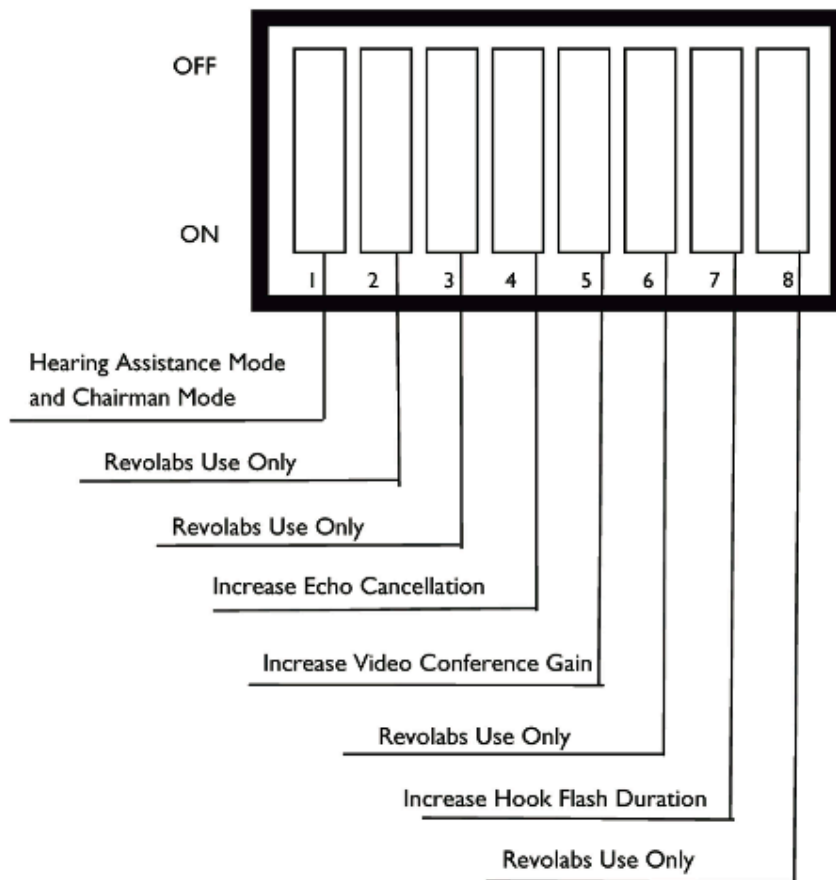 OFF
ON
1 2 3 4 5 6 7 8
Hearing Assistance Mode
and Chairman Mode
Revolabs Use Only
Revolabs Use Only
Increase Echo Cancellation
Increase Video Conference Gain
Revolabs Use Only
Increase Hook Flash Duration
Revolabs Use Only